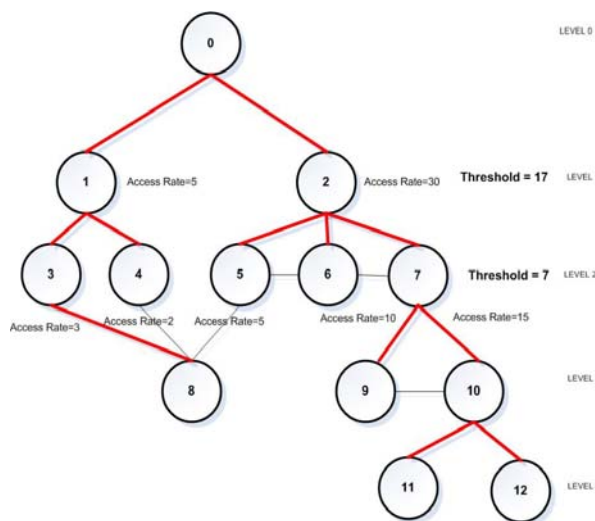 0
LEVEL 0
1
Access Rate=5
2
Access Rate=30
Threshold = 17
LEVEL
3
4
5
6
7
Threshold = 7
LEVEL 2
Access Rate=3
Access Rate=2
Access Rate=5
Access Rate=10
Access Rate=15
8
9
10
LEVEL
11
12
LEVEL